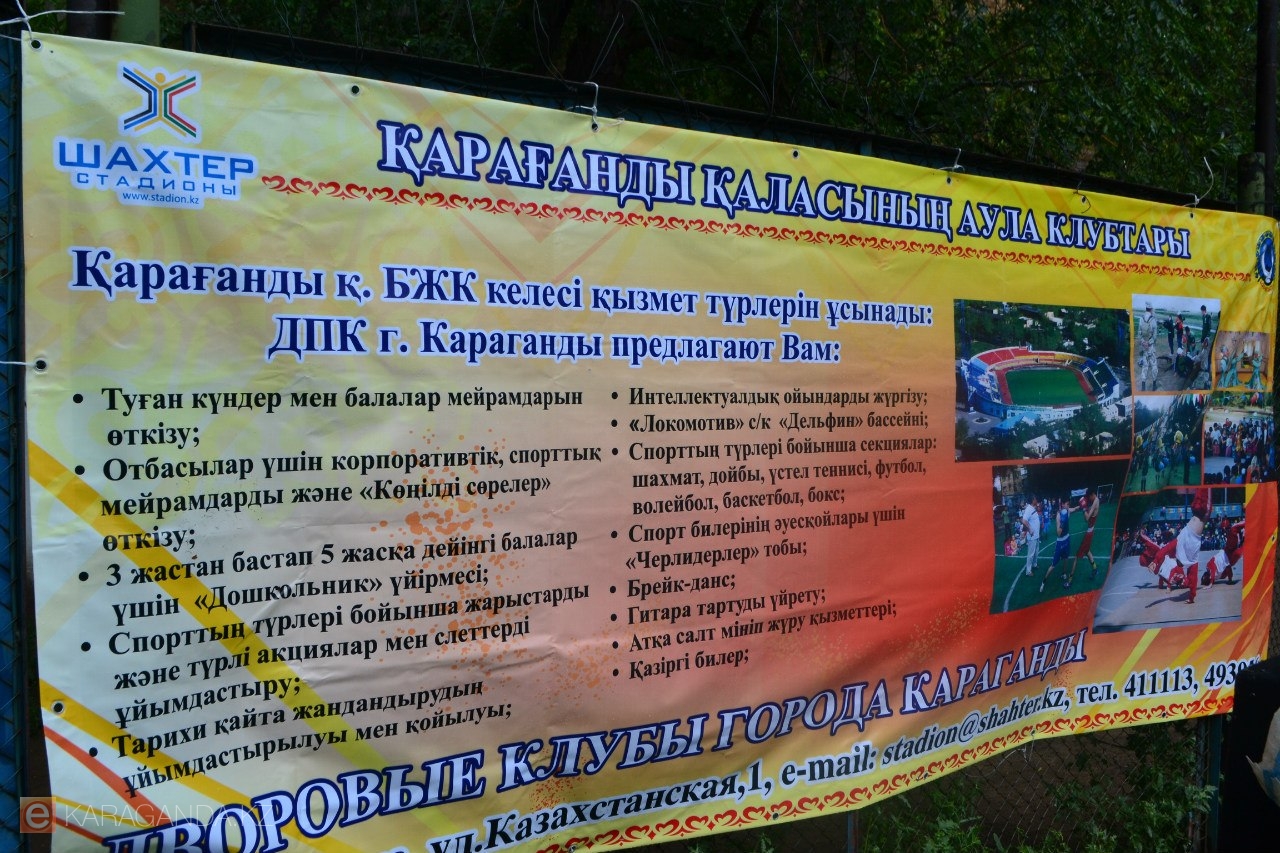 ШАХТЕР
СТАДИОНЫ
www.stadion.kz
ҚАРАҒАНДЫ ҚАЛАСЫНЫҢ АУЛА КЛУБТАРЫ
Қарағанды қ. БЖК келесі қызмет түрлерін ұсынады:
ДПК г. Караганды предлагают Вам:
• Туған күндер мен балалар мейрамдарын
өткізу;
• Отбасылар үшін корпоративтік, спорттық
мейрамдарды және «Көңілді сөрелер»
өткізу;
• 3 жастан бастап 5 жасқа дейінгі балалар
үшін «Дошкольник» үйірмесі;
• Спорттың түрлері бойынша жарыстарды
және түрлі акциялар мен слеттерді
ұйымдастыру;
• Тарихи қайта жандандырудың
ұйымдастырылуы мен қойылуы;
• Интеллектуалдық ойындарды жүргізу;
• «Локомотив» с/к «Дельфин» бассейні;
• Спорттың түрлері бойынша секциялар:
шахмат, дойбы, үстел теннисі, футбол,
волейбол, баскетбол, бокс;
• Спорт билерінің әуесқойлары үшін
«Черлидерлер» тобы;
• Брейк-данс;
• Гитара тартуды үйрету;
• Атқа салт мініп жүру қызметтері;
• Қазіргі билер;
ДВОРОВЫЕ КЛУБЫ ГОРОДА ҚАРАГАНДЫ
ул.Казахстанская,1, e-mail: stadion@shahter.kz, тел. 411113,
e KARAGANDA.KZ